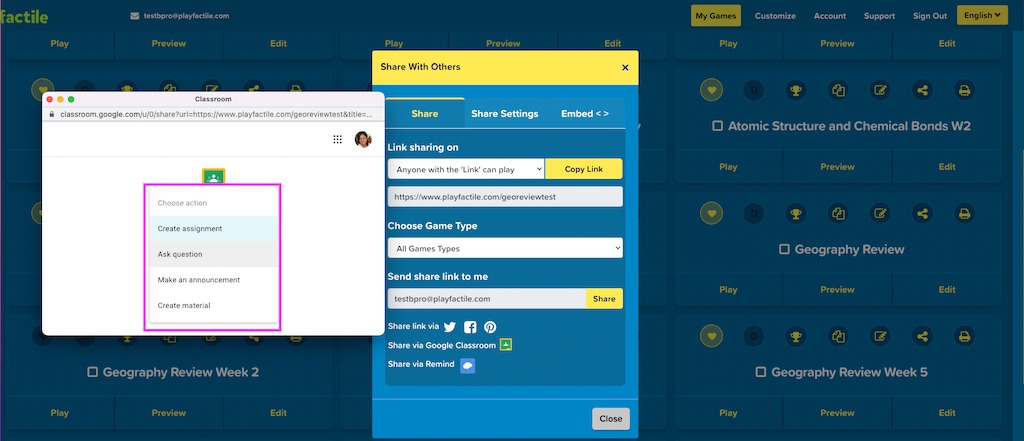 factile
testbpro@playfactile.com
My Games
Customize
Account
Support
Sign Out
English
Play
Preview
Edit
Play
Preview
Edit
Play
Preview
Edit
Classroom
classroom.google.com/u/0/share?url=https://www.playfactile.com/georeviewtest&title=...
Choose action
Create assignment
Ask question
Make an announcement
Create material
Share With Others
×
Share
Share Settings
Embed < >
Link sharing on
Anyone with the 'Link' can play
Copy Link
https://www.playfactile.com/georeviewtest
Choose Game Type
All Games Types
Send share link to me
testbpro@playfactile.com
Share
Share link via
Share via Google Classroom
Share via Remind
Close
Atomic Structure and Chemical Bonds W2
Play
Preview
Edit
Geography Review
Play
Preview
Edit
Geography Review Week 2
Play
Preview
Edit
Geography Review Week 5
Play
Preview
Edit